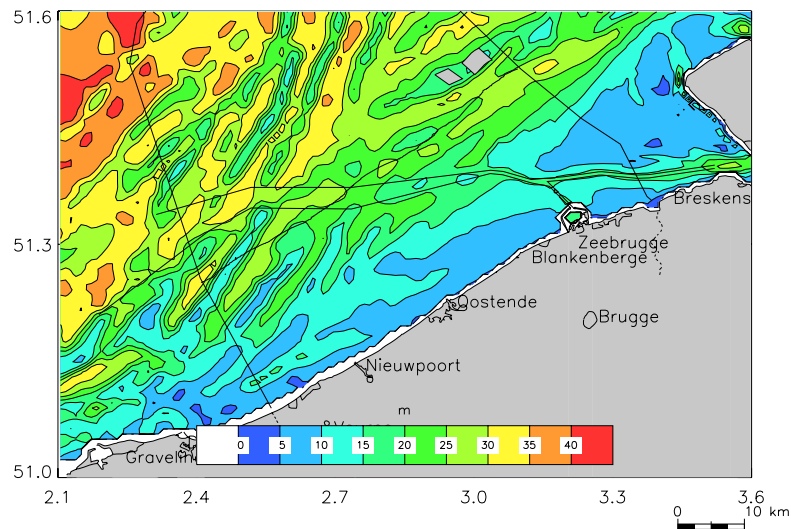 51.6
Breskens
51.3
Zeebrugge
Blankenberge
Oostende
Brugge
Nieuwpoort
m
0 5 10 15 20 25 30 35 40
51.0
2.1 2.4 2.7 3.0 3.3 3.6
0 10 km